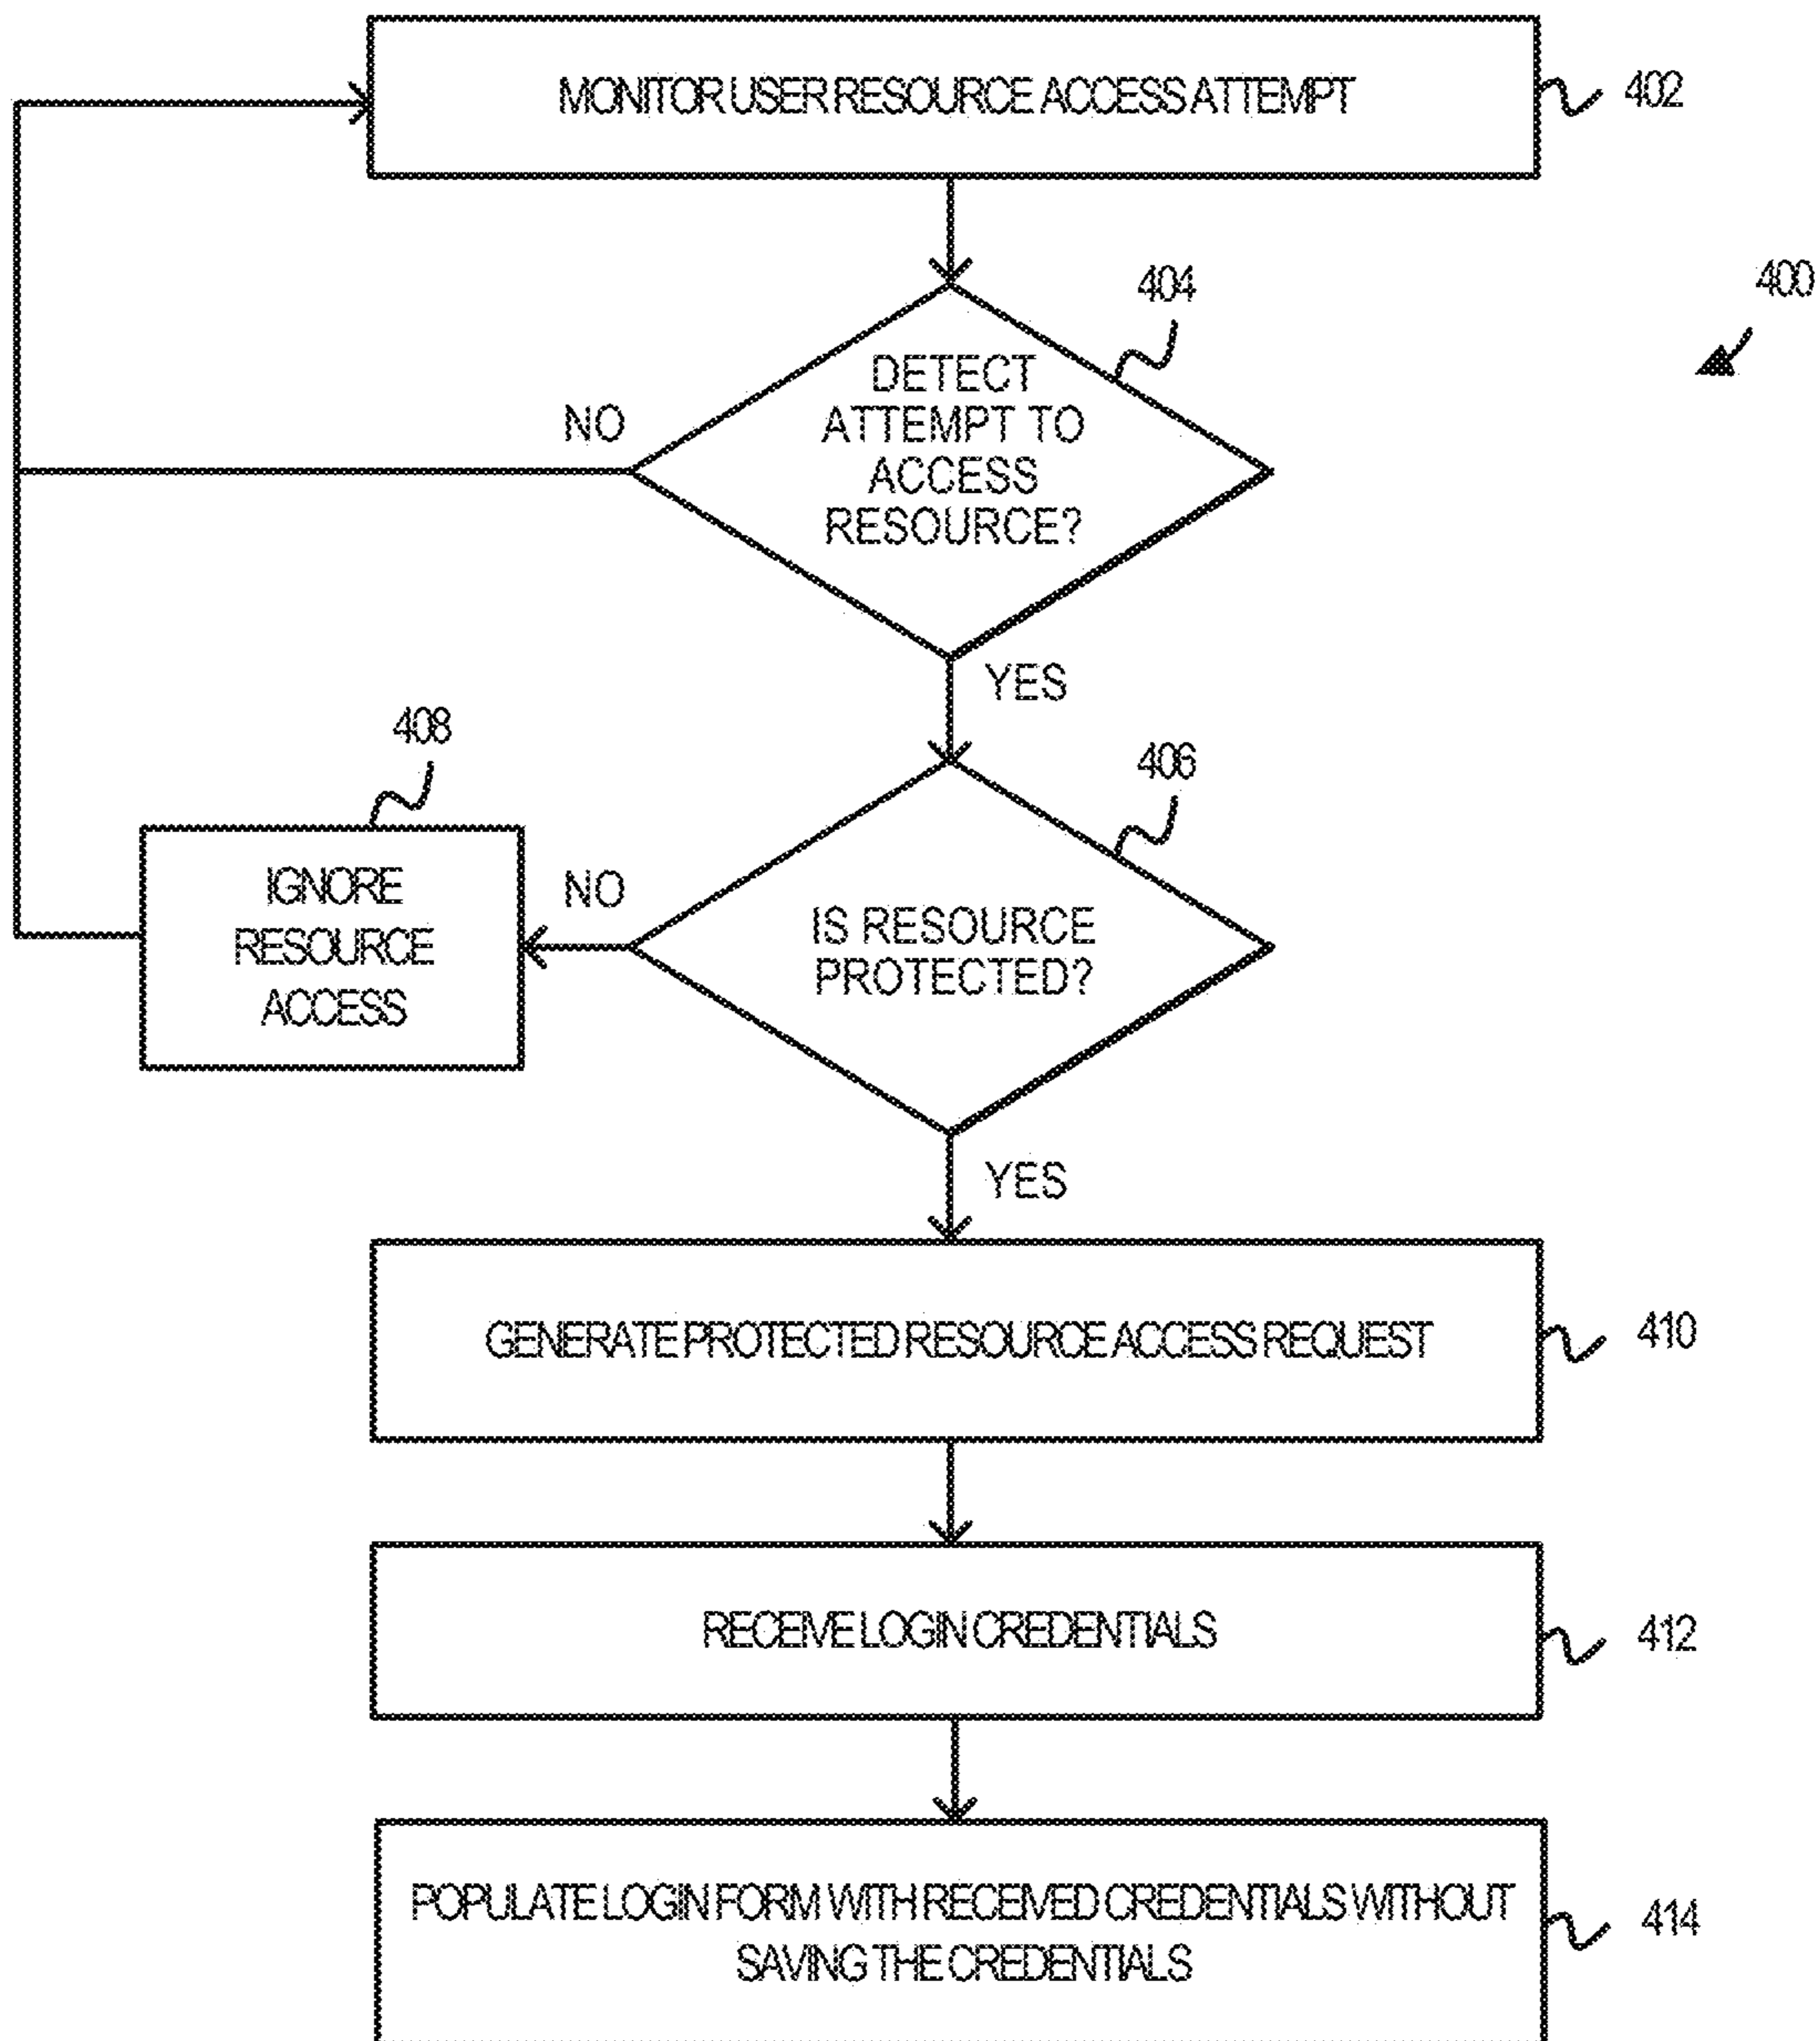 MONITOR USER RESOURCE ACCESS ATTEMPT
402
404
400
DETECT
ATTEMPT TO
ACCESS
RESOURCE?
NO
YES
408
406
IGNORE
RESOURCE
ACCESS
NO
IS RESOURCE
PROTECTED?
YES
GENERATE PROTECTED RESOURCE ACCESS REQUEST
410
RECEIVE LOGIN CREDENTIALS
412
POPULATE LOGIN FORM WITH RECEIVED CREDENTIALS WITHOUT
SAVING THE CREDENTIALS
414